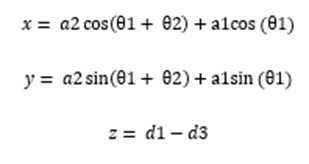 x = a2 cos(θ1 + θ2) + a1cos (θ1)
y = a2 sin(θ1 + θ2) + a1sin (θ1)
z = d1 − d3